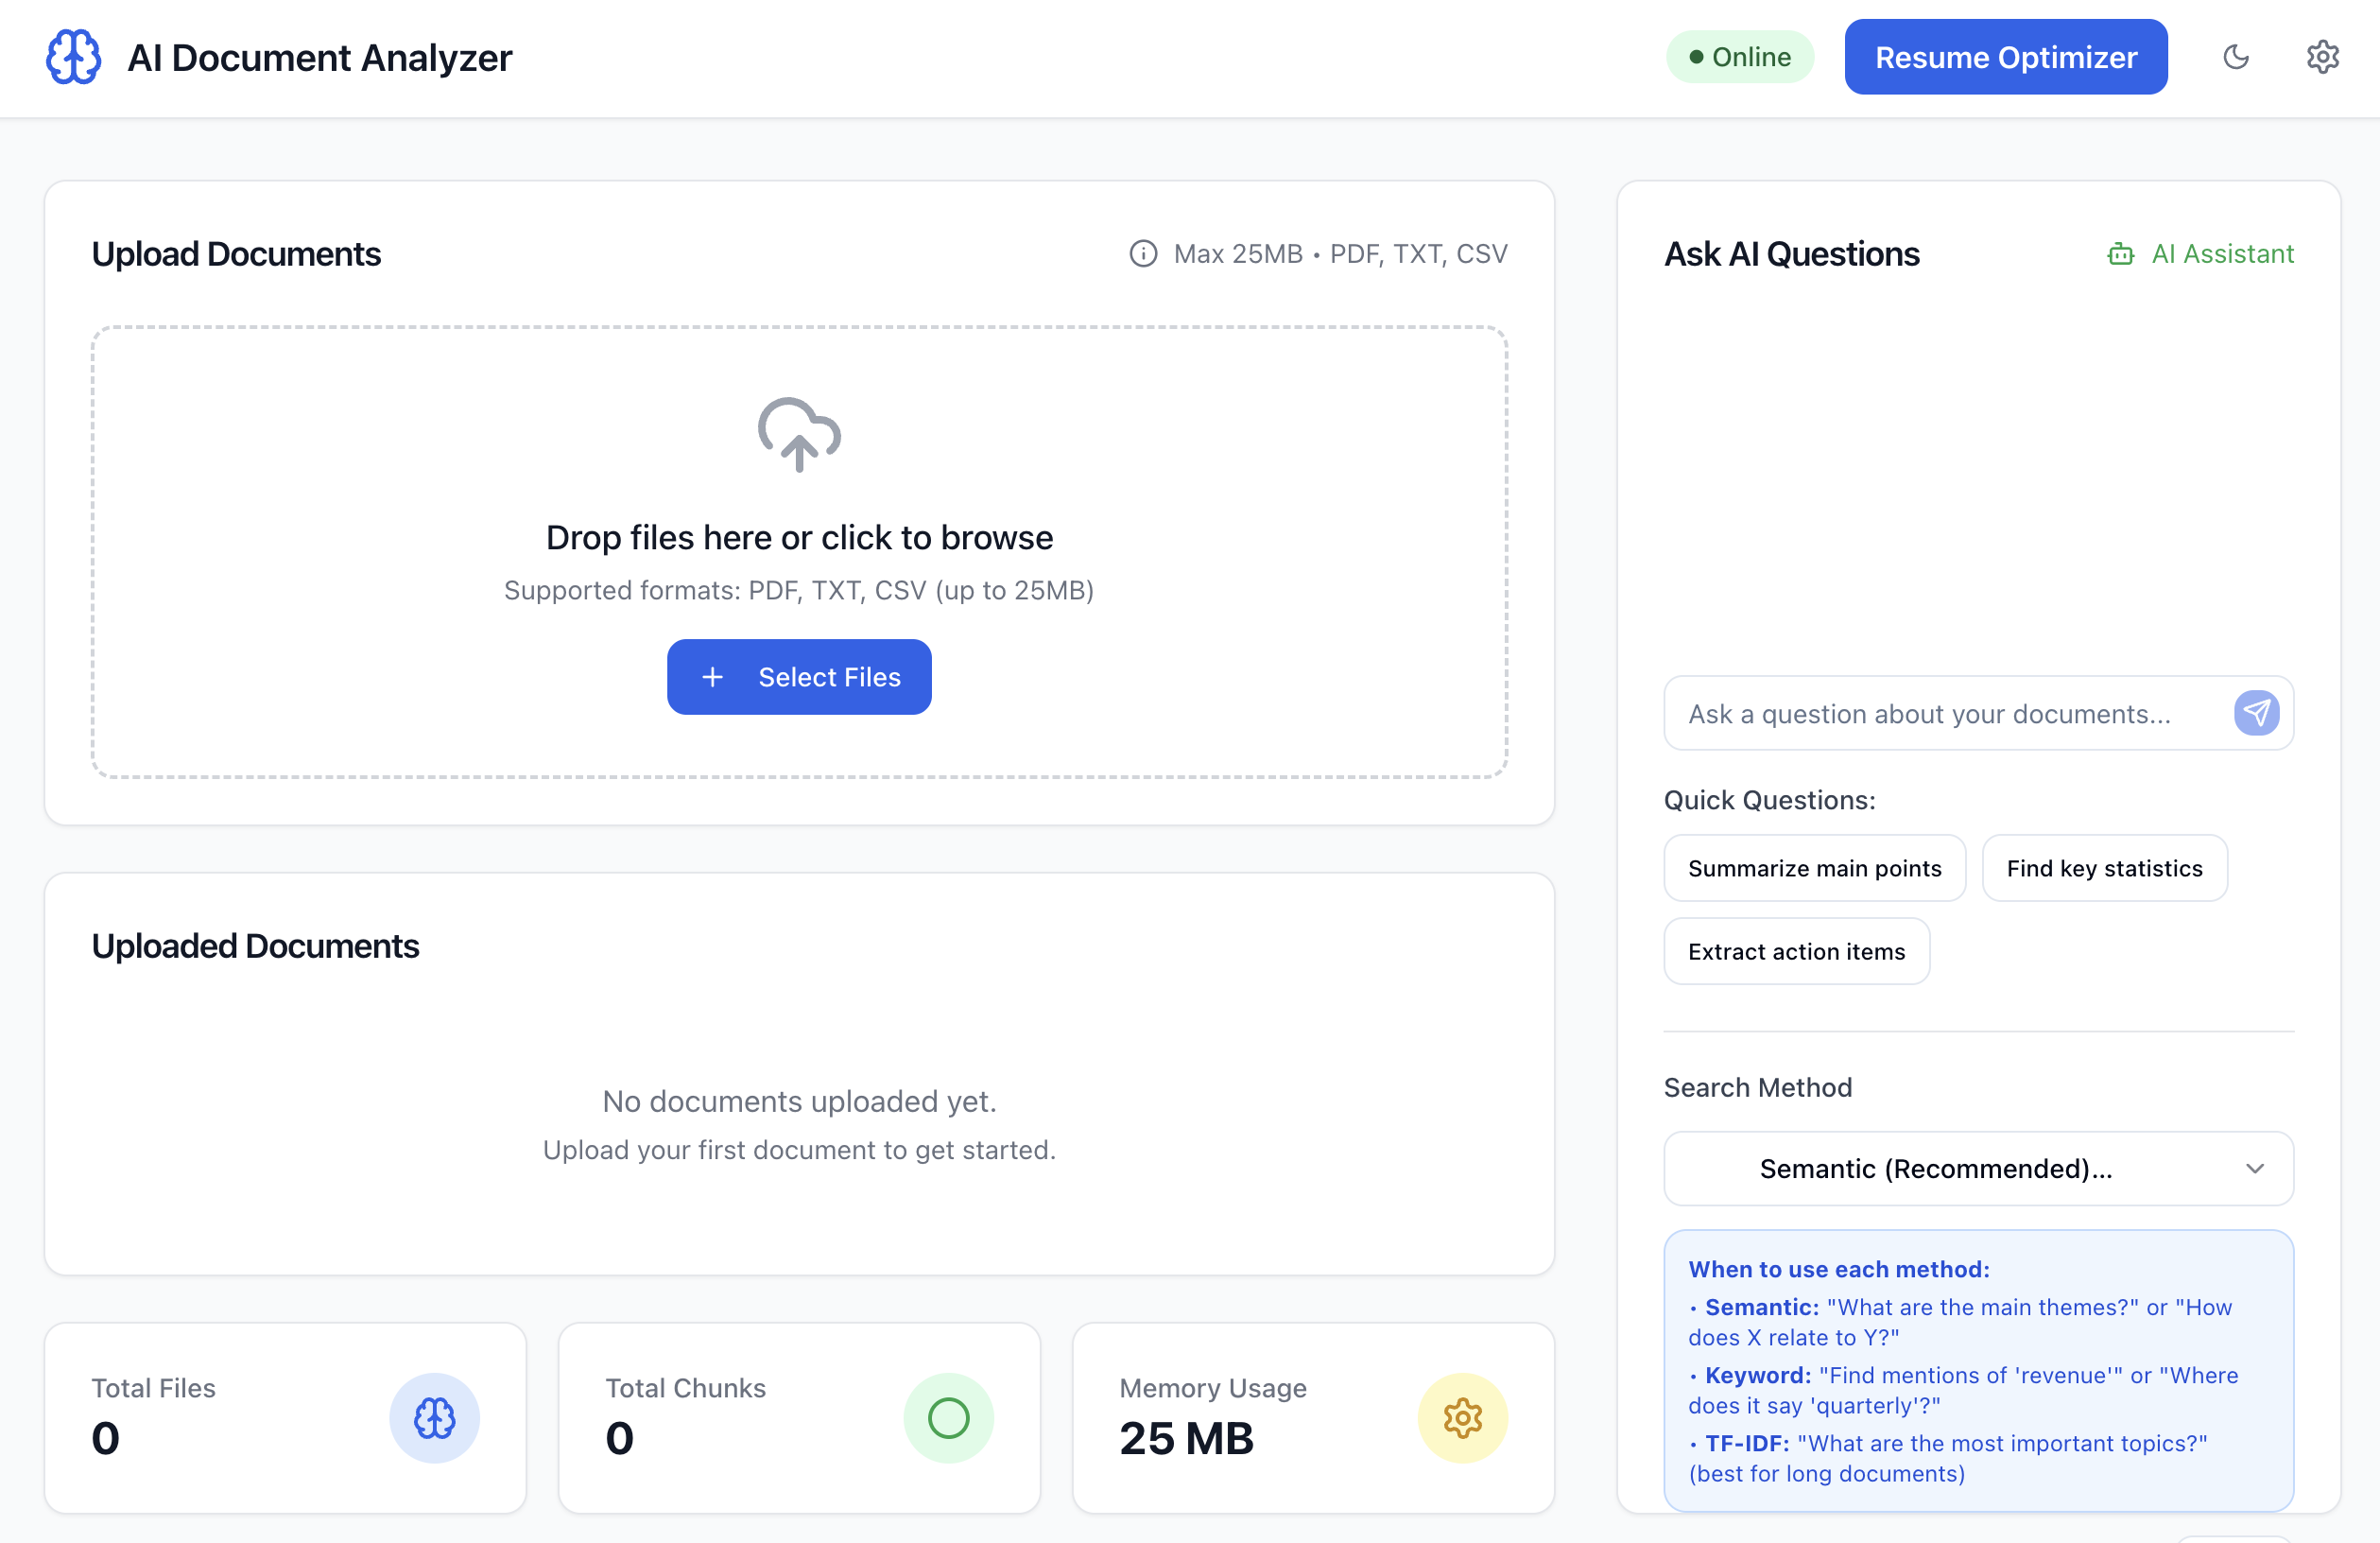 AI Document Analyzer
Online
Resume Optimizer
Upload Documents
Max 25MB • PDF, TXT, CSV
Drop files here or click to browse
Supported formats: PDF, TXT, CSV (up to 25MB)
Select Files
Uploaded Documents
No documents uploaded yet.
Upload your first document to get started.
Total Files
0
Total Chunks
0
Memory Usage
25 MB
Ask AI Questions
AI Assistant
Ask a question about your documents...
Quick Questions:
Summarize main points
Find key statistics
Extract action items
Search Method
Semantic (Recommended)...
When to use each method:
• Semantic: "What are the main themes?" or "How
does X relate to Y?"
• Keyword: "Find mentions of 'revenue'" or "Where
does it say 'quarterly'?"
• TF-IDF: "What are the most important topics?"
(best for long documents)